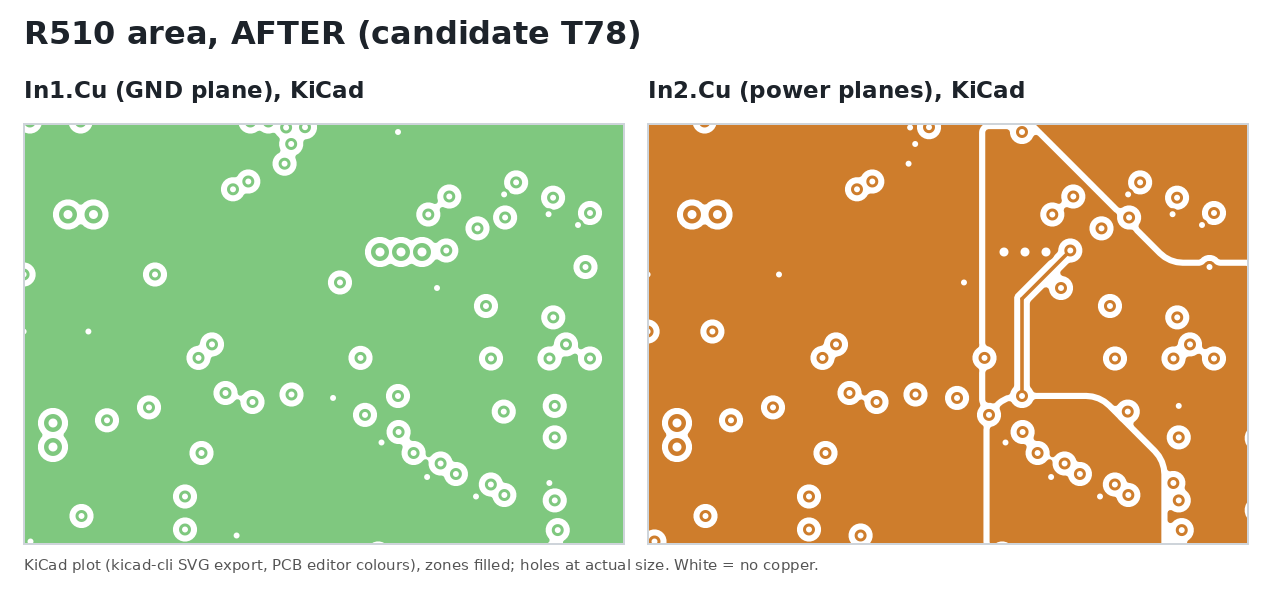 R510 area, AFTER (candidate T78)
In1.Cu (GND plane), KiCad
In2.Cu (power planes), KiCad
KiCad plot (kicad-cli SVG export, PCB editor colours), zones filled; holes at actual size. White = no copper.